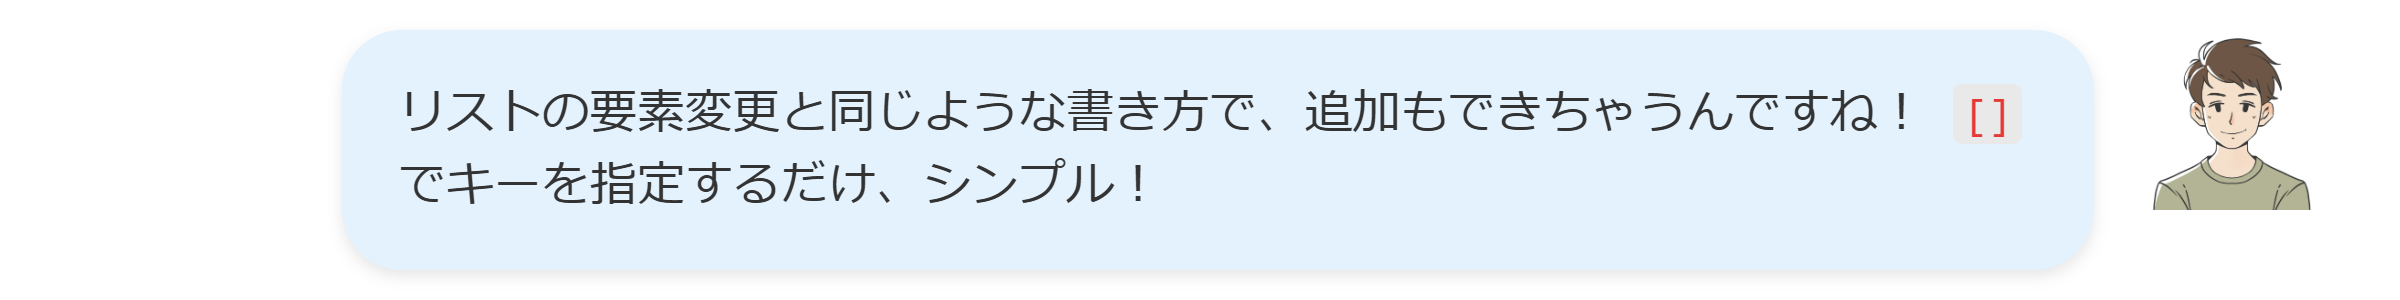 リストの要素変更と同じような書き方で、追加もできちゃうんですね！ []
でキーを指定するだけ、シンプル！